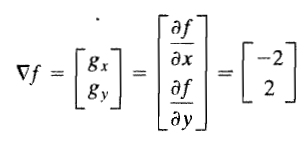 ∇f = [ g_x ; g_y ] = [ ∂f/∂x ; ∂f/∂y ] = [ -2 ; 2 ]